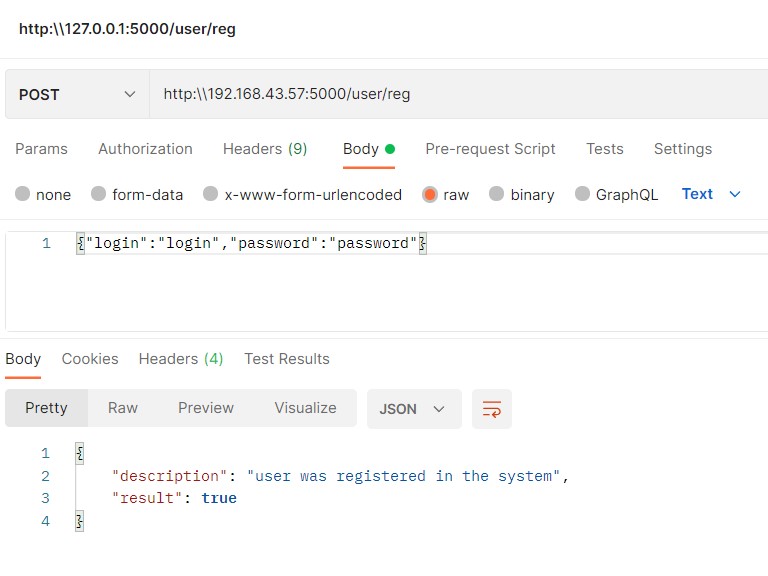 http:\\127.0.0.1:5000/user/reg
POST http:\\192.168.43.57:5000/user/reg
Params Authorization Headers (9) Body Pre-request Script Tests Settings
none form-data x-www-form-urlencoded raw binary GraphQL Text
1 {"login":"login","password":"password"}
Body Cookies Headers (4) Test Results
Pretty Raw Preview Visualize JSON
1 {
2 "description": "user was registered in the system",
3 "result": true
4 }